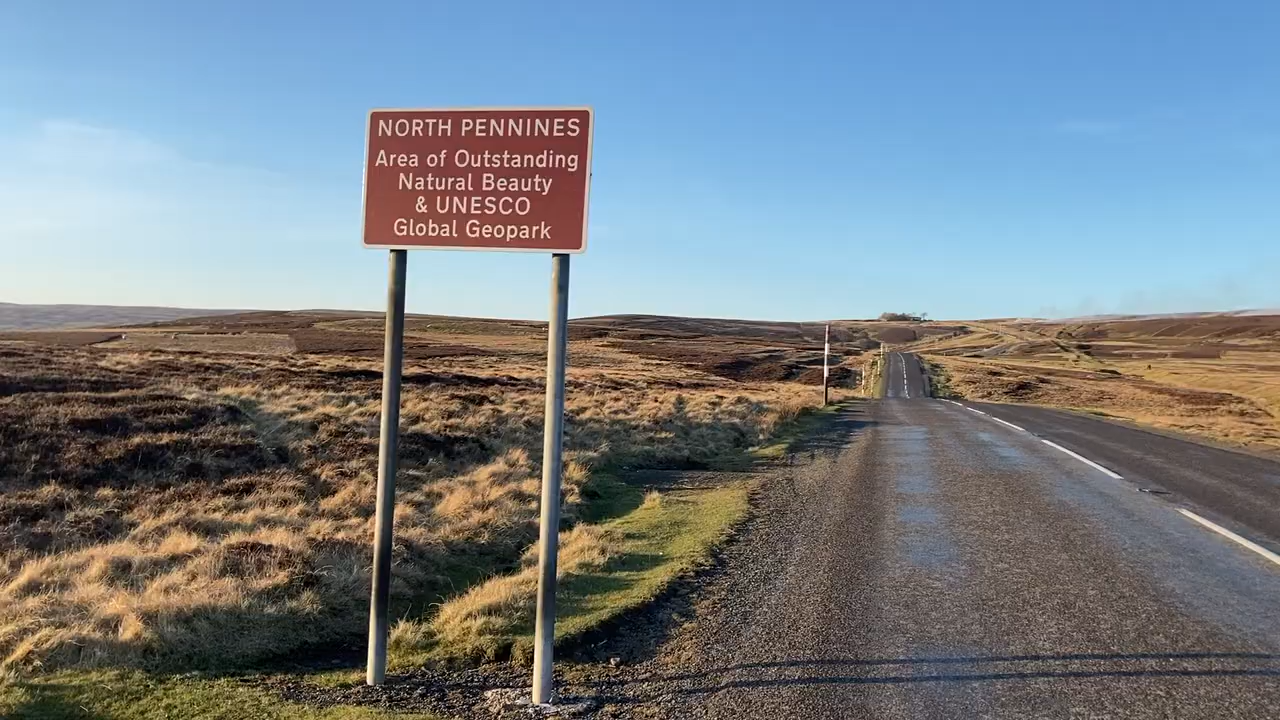 NORTH PENNINES
Area of Outstanding
Natural Beauty
& UNESCO
Global Geopark